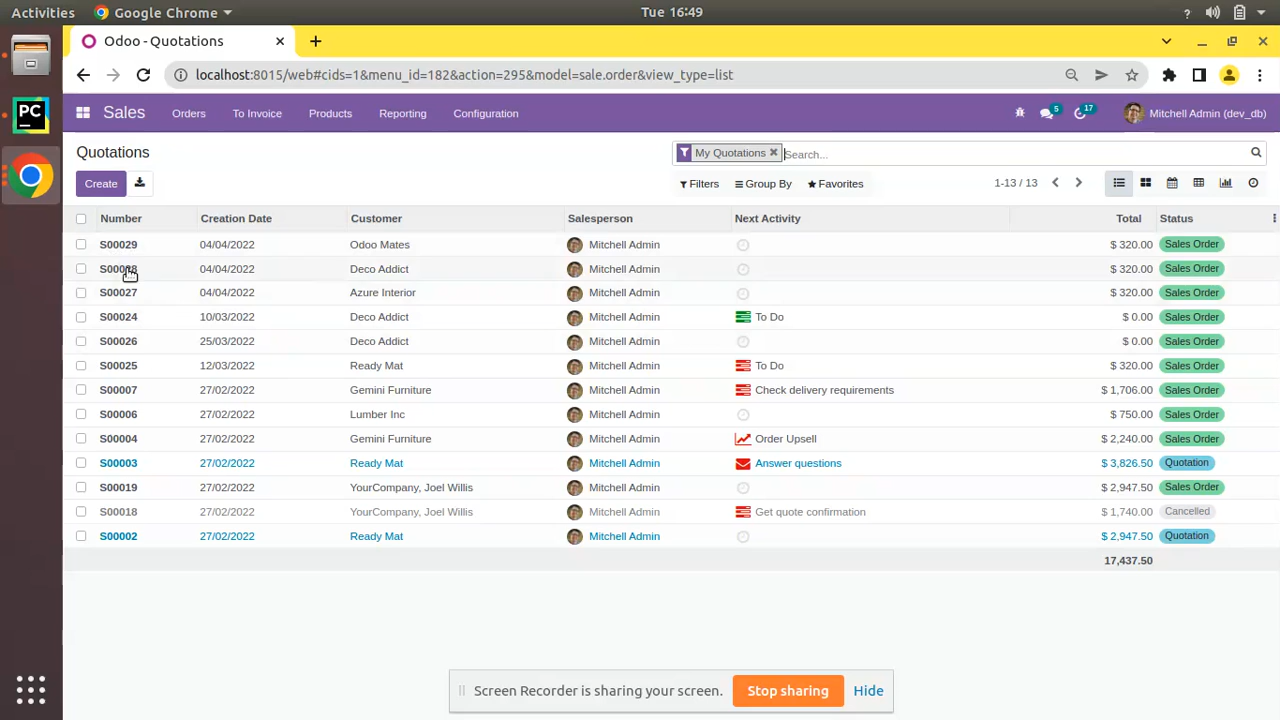 Activities Google Chrome Tue 16:49 ?
Odoo - Quotations
localhost:8015/web#cids=1&menu_id=182&action=295&model=sale.order&view_type=list
Sales Orders To Invoice Products Reporting Configuration 5 17 Mitchell Admin (dev_db)
Quotations My Quotations Search...
Create Filters Group By Favorites 1-13 / 13
Number Creation Date Customer Salesperson Next Activity Total Status
S00029 04/04/2022 Odoo Mates Mitchell Admin $ 320.00 Sales Order
S00028 04/04/2022 Deco Addict Mitchell Admin $ 320.00 Sales Order
S00027 04/04/2022 Azure Interior Mitchell Admin $ 320.00 Sales Order
S00024 10/03/2022 Deco Addict Mitchell Admin To Do $ 0.00 Sales Order
S00026 25/03/2022 Deco Addict Mitchell Admin $ 0.00 Sales Order
S00025 12/03/2022 Ready Mat Mitchell Admin To Do $ 320.00 Sales Order
S00007 27/02/2022 Gemini Furniture Mitchell Admin Check delivery requirements $ 1,706.00 Sales Order
S00006 27/02/2022 Lumber Inc Mitchell Admin $ 750.00 Sales Order
S00004 27/02/2022 Gemini Furniture Mitchell Admin Order Upsell $ 2,240.00 Sales Order
S00003 27/02/2022 Ready Mat Mitchell Admin Answer questions $ 3,826.50 Quotation
S00019 27/02/2022 YourCompany, Joel Willis Mitchell Admin $ 2,947.50 Sales Order
S00018 27/02/2022 YourCompany, Joel Willis Mitchell Admin Get quote confirmation $ 1,740.00 Cancelled
S00002 27/02/2022 Ready Mat Mitchell Admin $ 2,947.50 Quotation
17,437.50
Screen Recorder is sharing your screen. Stop sharing Hide
PC